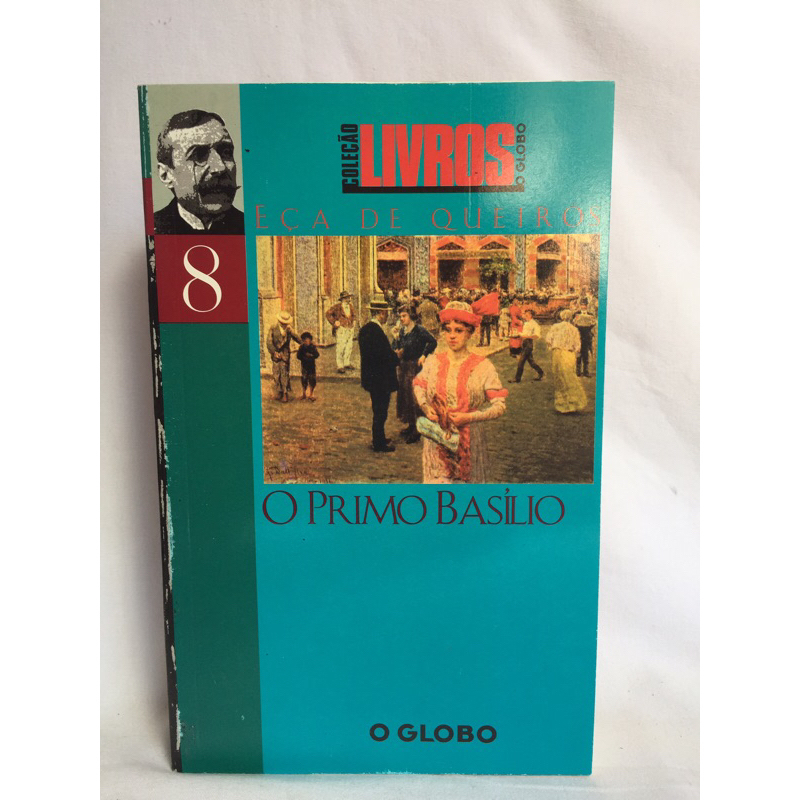 COLEÇÃO
LIVROS
O GLOBO
EÇA DE QUEIROS
8
O PRIMO BASÍLIO
O GLOBO